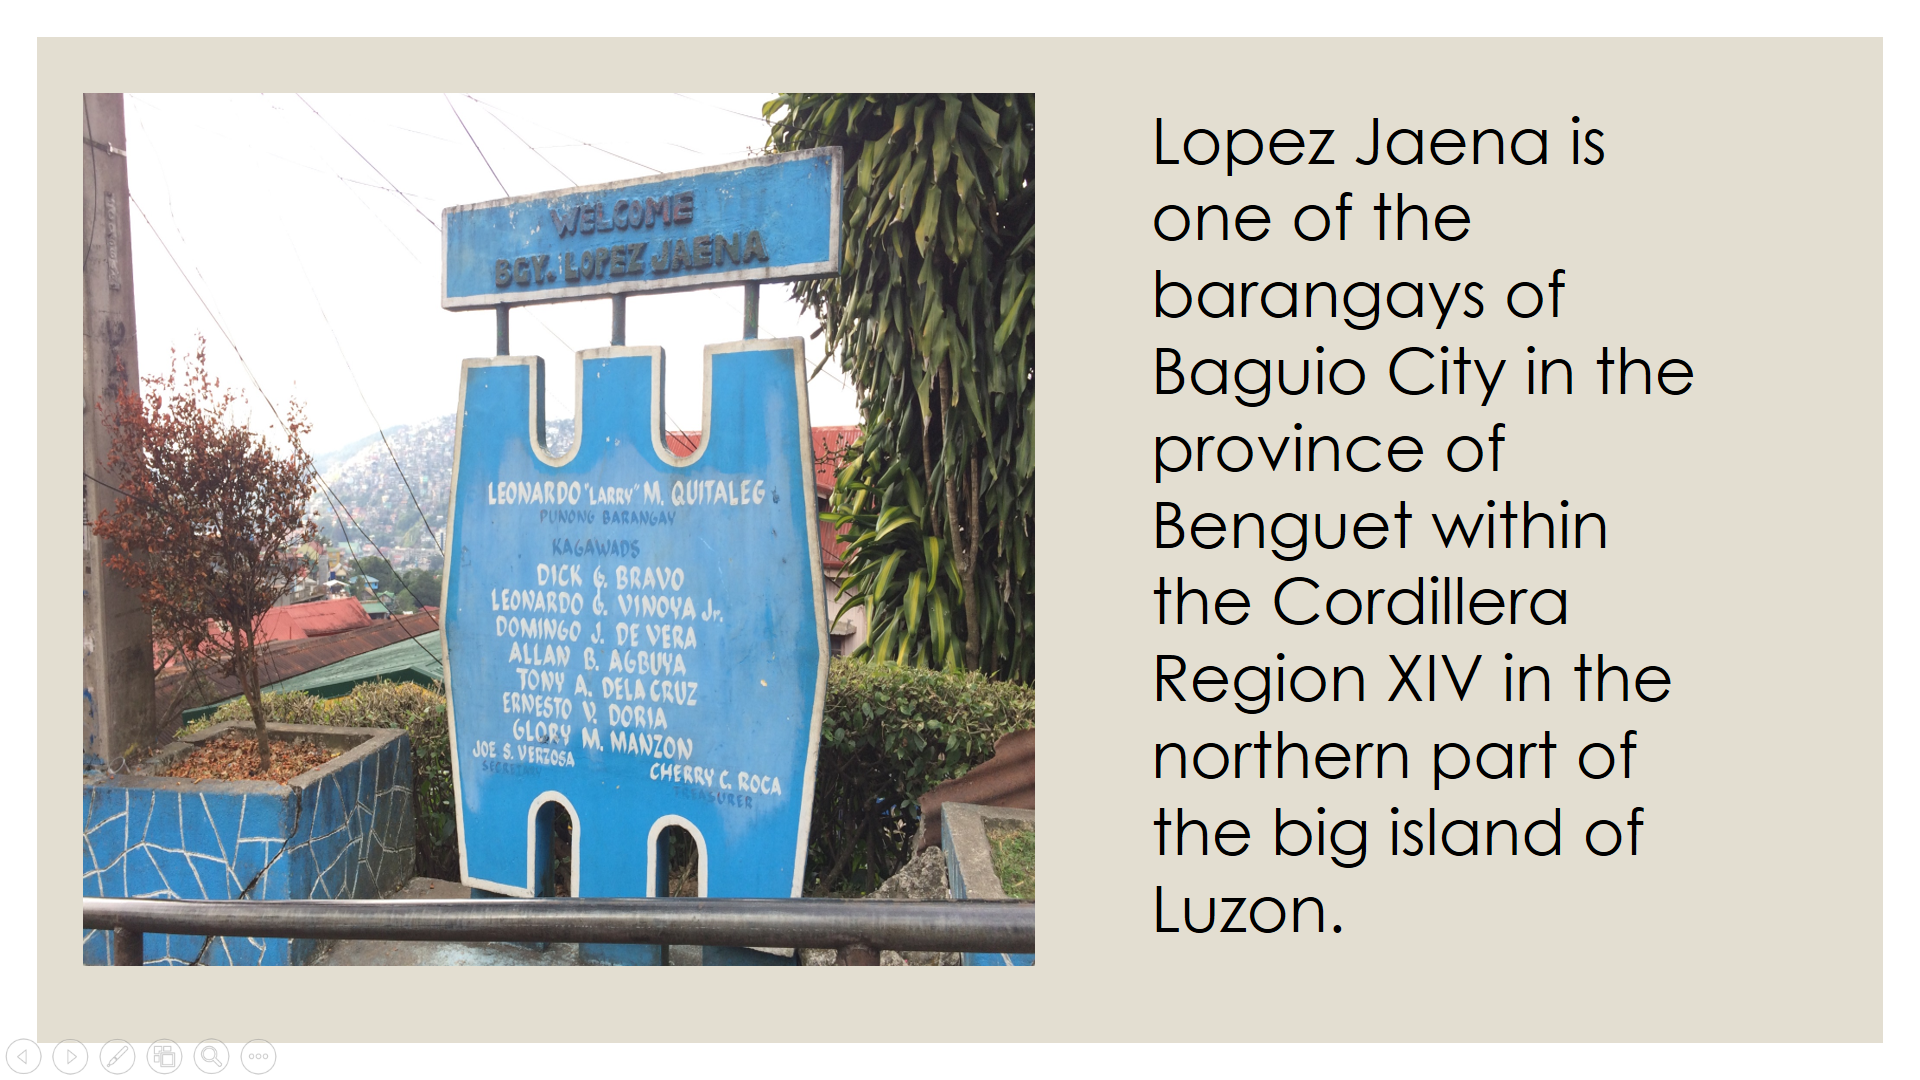 WELCOME
BGY. LOPEZ JAENA
LEONARDO "LARRY" M. QUITALEG
PUNONG BARANGAY
KAGAWADS
DICK G. BRAVO
LEONARDO G. VINOYA Jr.
DOMINGO J. DE VERA
ALLAN B. AGBUYA
TONY A. DELA CRUZ
ERNESTO V. DORIA
GLORY M. MANZON
JOE S. VERZOSA
CHERRY C. ROCA
TREASURER
Lopez Jaena is
one of the
barangays of
Baguio City in the
province of
Benguet within
the Cordillera
Region XIV in the
northern part of
the big island of
Luzon.